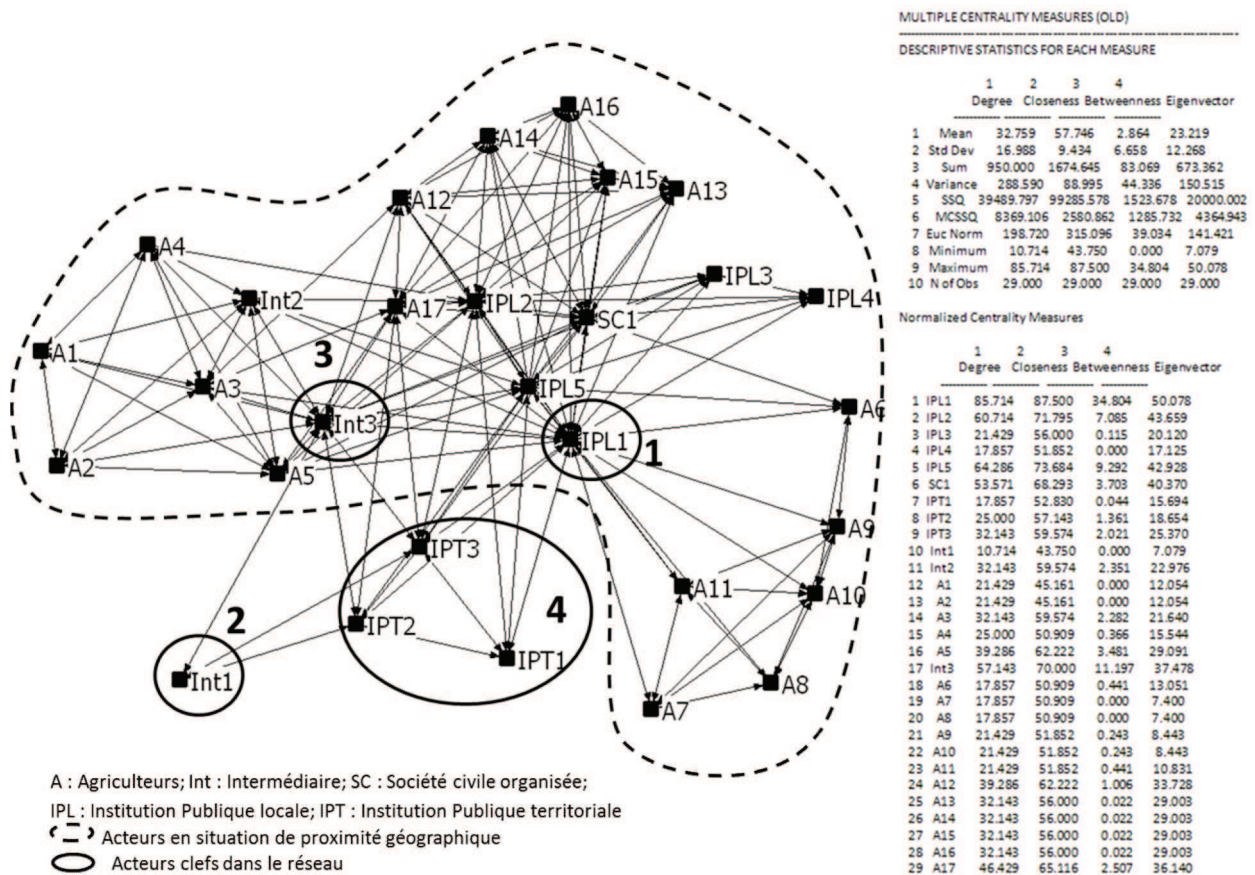 A16
A14
A15
A13
A12
A4
IPL3
IPL4
Int2
A17
IPL2
SC1
A1
3
A3
IPL5
A6
Int3
IPL1
1
A2
A5
A9
IPT3
A11
A10
2
4
IPT2
IPT1
Int1
A8
A7
A : Agriculteurs; Int : Intermédiaire; SC : Société civile organisée;
IPL : Institution Publique locale; IPT : Institution Publique territoriale
Acteurs en situation de proximité géographique
Acteurs clefs dans le réseau
MULTIPLE CENTRALITY MEASURES (OLD)
DESCRIPTIVE STATISTICS FOR EACH MEASURE
1 2 3 4
Degree Closeness Betweenness Eigenvector
1 Mean 32.759 57.746 2.864 23.219
2 Std Dev 16.988 9.434 6.658 12.268
3 Sum 950.000 1674.645 83.069 673.362
4 Variance 288.590 88.995 44.336 150.515
5 SSQ 39489.797 99285.578 1523.678 20000.002
6 MCSSQ 8369.106 2580.862 1285.732 4364.943
7 Euc Norm 198.720 315.096 39.034 141.421
8 Minimum 10.714 43.750 0.000 7.079
9 Maximum 85.714 87.500 34.804 50.078
10 N of Obs 29.000 29.000 29.000 29.000
Normalized Centrality Measures
1 2 3 4
Degree Closeness Betweenness Eigenvector
1 IPL1 85.714 87.500 34.804 50.078
2 IPL2 60.714 71.795 7.085 43.659
3 IPL3 21.429 56.000 0.115 20.120
4 IPL4 17.857 51.852 0.000 17.125
5 IPL5 64.286 73.684 9.292 42.928
6 SC1 53.571 68.293 3.703 40.370
7 IPT1 17.857 52.830 0.044 15.694
8 IPT2 25.000 57.143 1.361 18.654
9 IPT3 32.143 59.574 2.021 25.370
10 Int1 10.714 43.750 0.000 7.079
11 Int2 32.143 59.574 2.351 22.976
12 A1 21.429 45.161 0.000 12.054
13 A2 21.429 45.161 0.000 12.054
14 A3 32.143 59.574 2.282 21.640
15 A4 25.000 50.909 0.366 15.544
16 A5 39.286 62.222 3.481 29.091
17 Int3 57.143 70.000 11.197 37.478
18 A6 17.857 50.909 0.441 13.051
19 A7 17.857 50.909 0.000 7.400
20 A8 17.857 50.909 0.000 7.400
21 A9 21.429 51.852 0.243 8.443
22 A10 21.429 51.852 0.243 8.443
23 A11 21.429 51.852 0.441 10.831
24 A12 39.286 62.222 1.006 33.728
25 A13 32.143 56.000 0.022 29.003
26 A14 32.143 56.000 0.022 29.003
27 A15 32.143 56.000 0.022 29.003
28 A16 32.143 56.000 0.022 29.003
29 A17 46.429 65.116 2.507 36.140